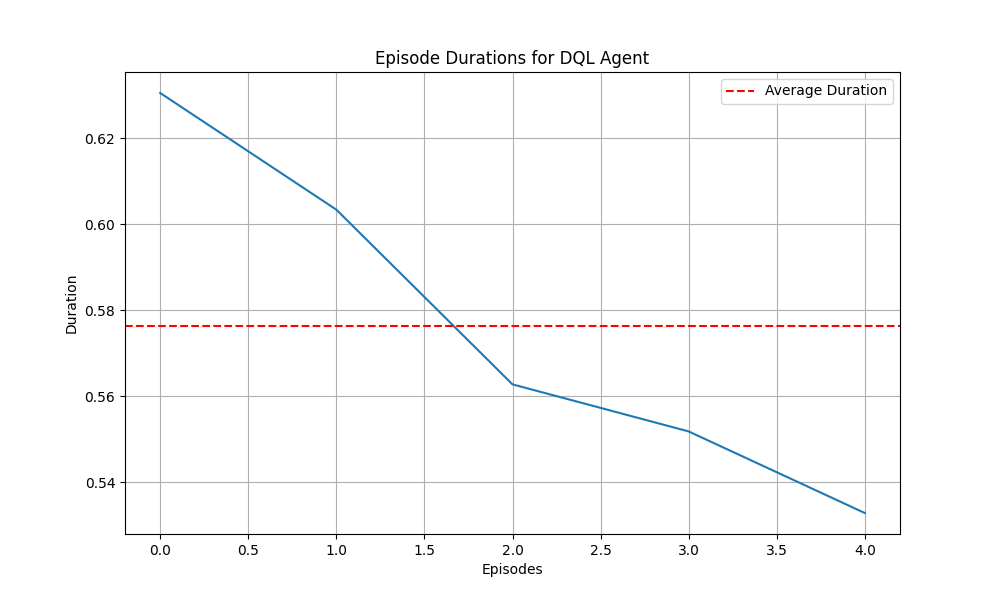 Episode Durations for DQL Agent
Average Duration
0.62
0.60
0.58
0.56
0.54
Duration
0.0 0.5 1.0 1.5 2.0 2.5 3.0 3.5 4.0
Episodes